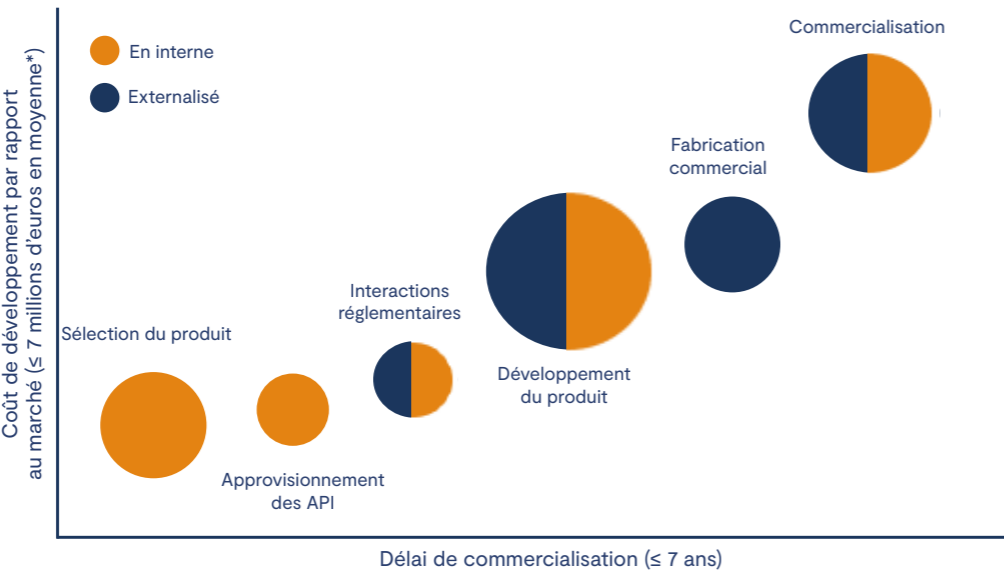 Commercialisation
En interne
Externalisé
Fabrication
commercial
Interactions
réglementaires
Sélection du produit
Développement
du produit
Approvisionnement
des API
Coût de développement par rapport
au marché (≤ 7 millions d'euros en moyenne*)
Délai de commercialisation (≤ 7 ans)